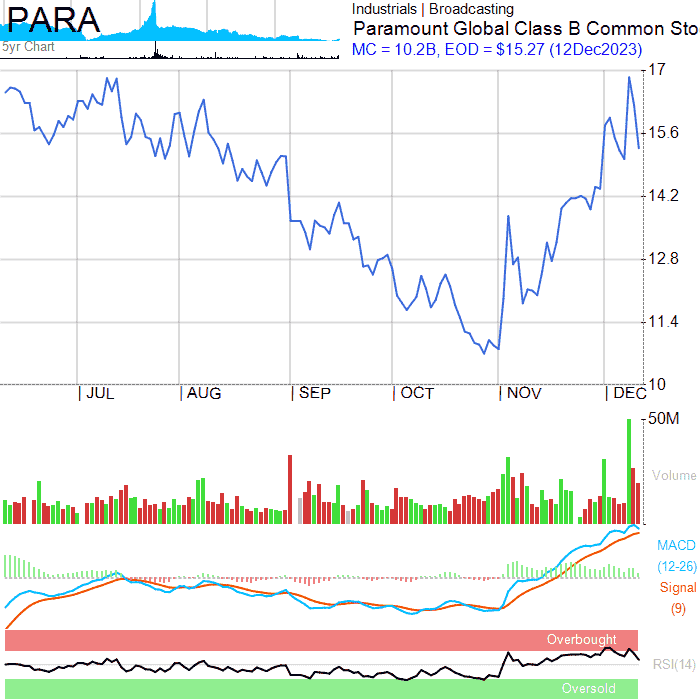 PARA
5yr Chart
Industrials | Broadcasting
Paramount Global Class B Common Sto
MC = 10.2B, EOD = $15.27 (12Dec2023)
17
15.6
14.2
12.8
11.4
10
JUL
AUG
SEP
OCT
NOV
DEC
50M
Volume
MACD
(12-26)
Signal
(9)
Overbought
RSI(14)
Oversold